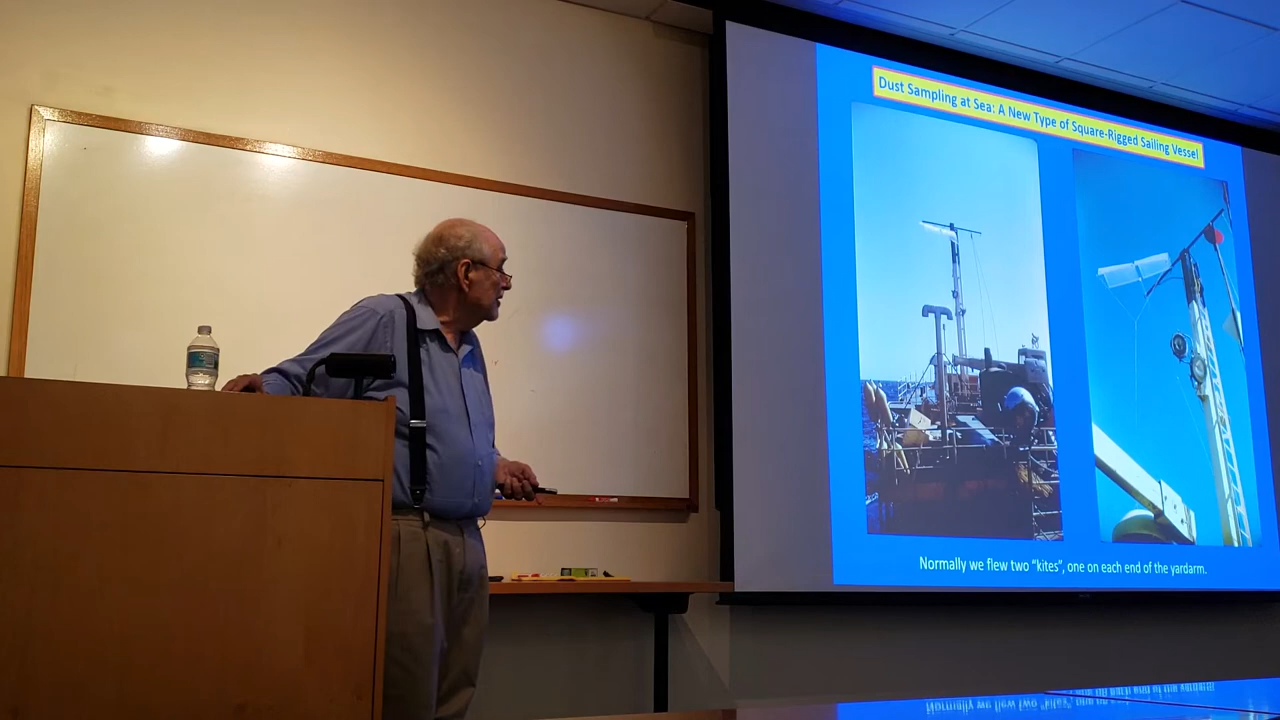 Dust Sampling at Sea: A New Type of Square-Rigged Sailing Vessel
Normally we flew two "kites", one on each end of the yardarm.